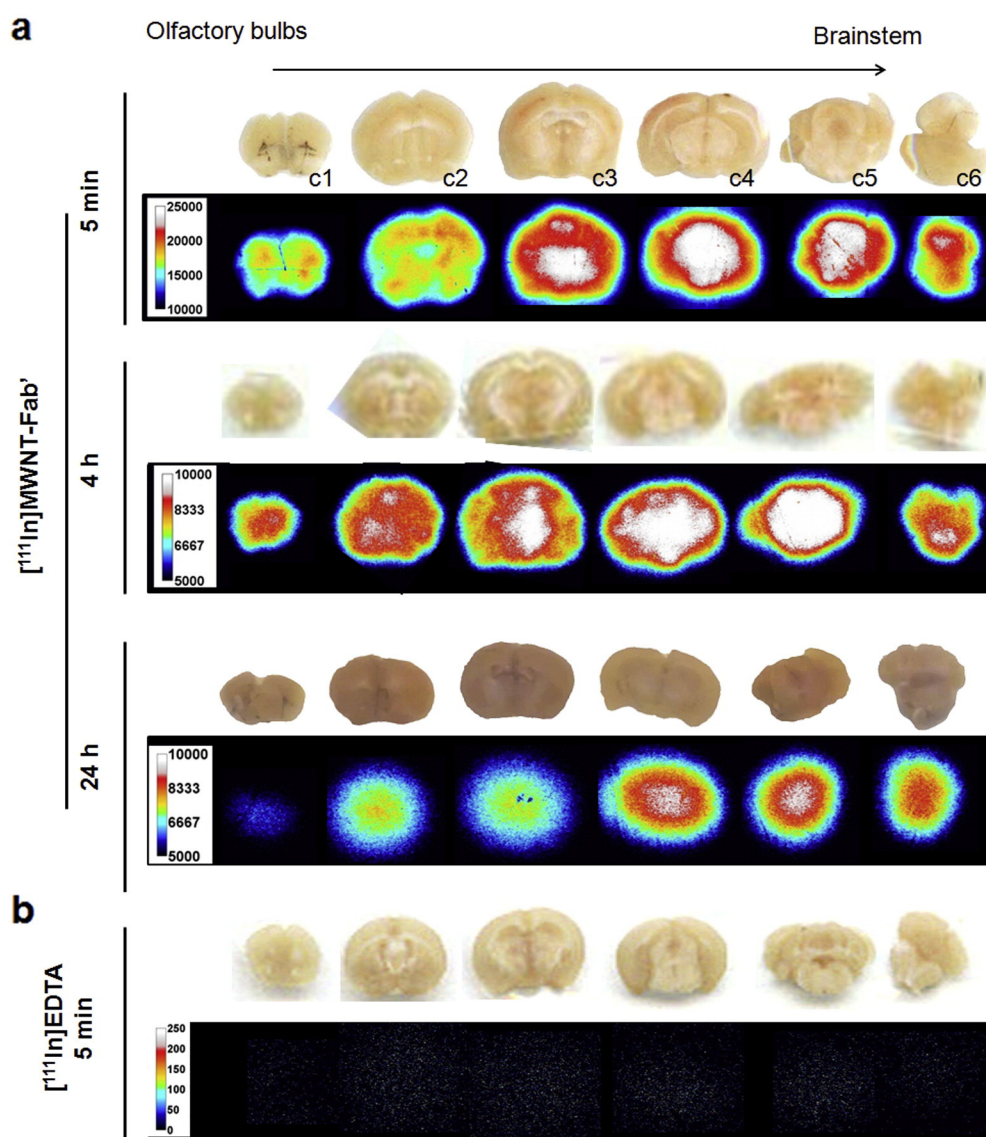 a
Olfactory bulbs
Brainstem
5 min
c1
c2
c3
c4
c5
c6
25000
20000
15000
10000
[¹¹¹In]MWNT-Fab'
4 h
10000
8333
6667
5000
24 h
10000
8333
6667
5000
b
[¹¹¹In]EDTA
5 min
250
200
150
100
50
0